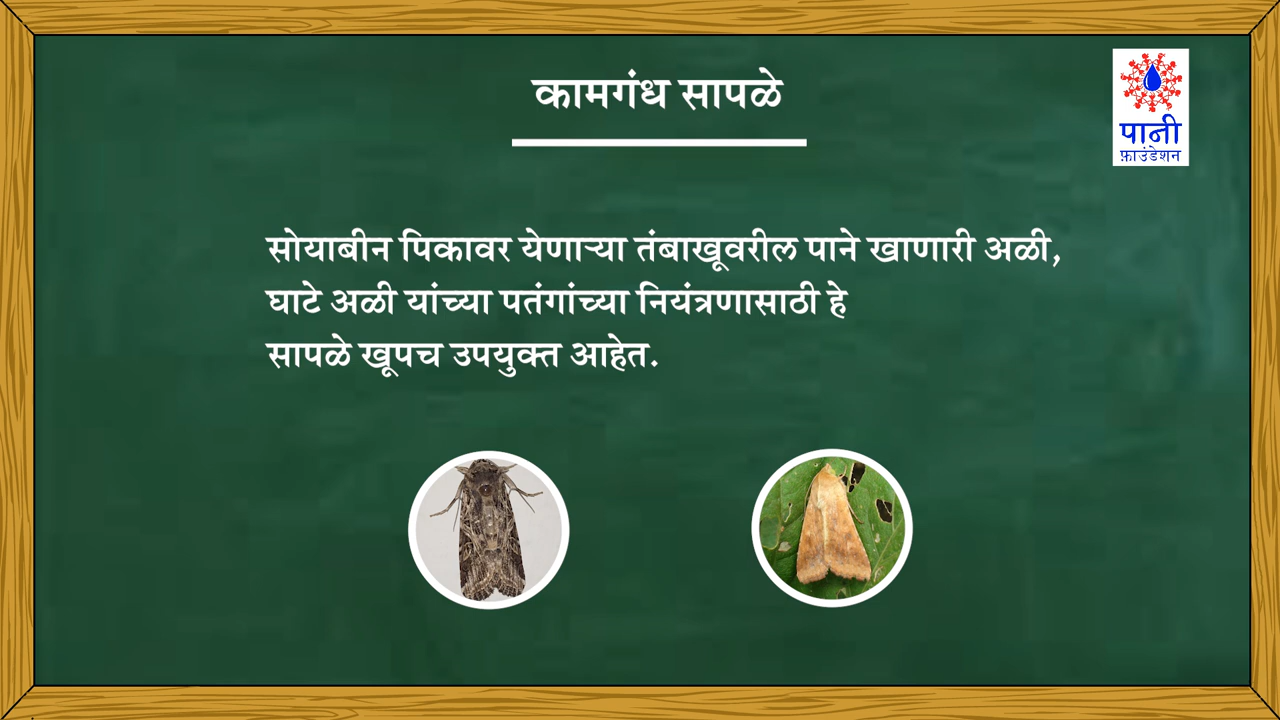 कामगंध सापळे
पानी
फ़ाउंडेशन
सोयाबीन पिकावर येणाऱ्या तंबाखूवरील पाने खाणारी अळी,
घाटे अळी यांच्या पतंगांच्या नियंत्रणासाठी हे
सापळे खूपच उपयुक्त आहेत.